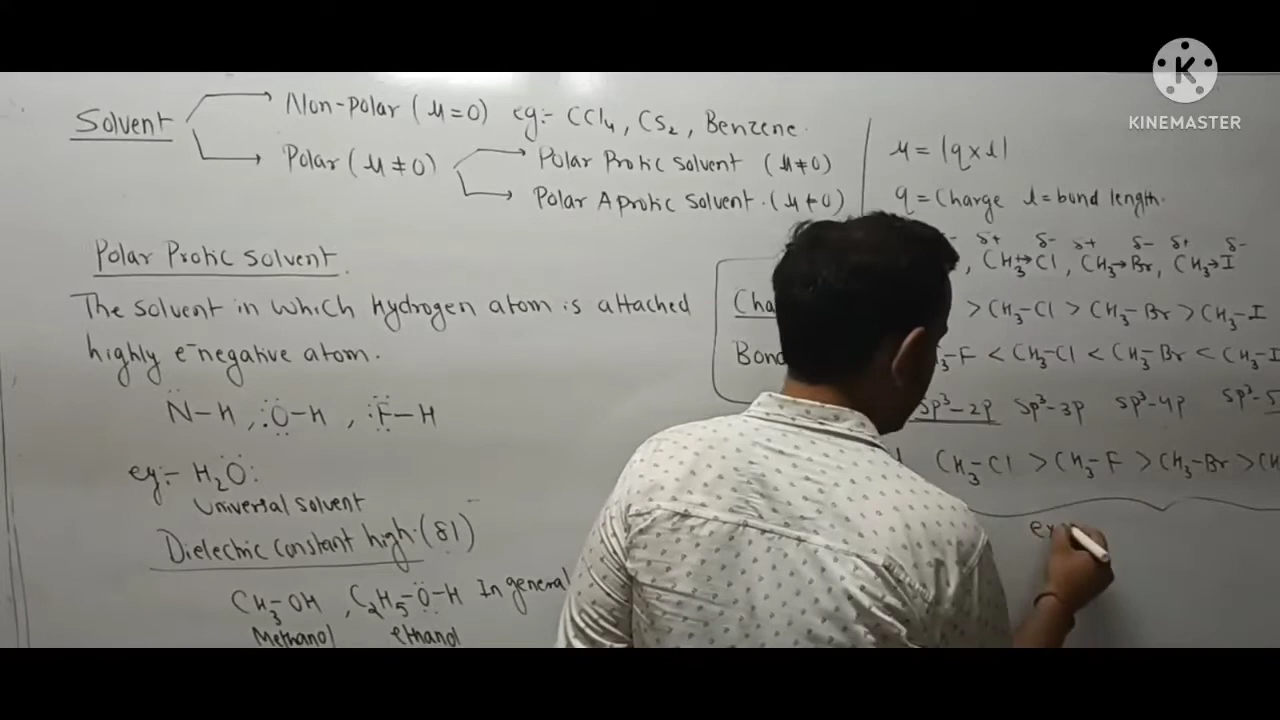 KINEMASTER
Solvent
Non-polar (μ=0) eg:- CCl₄, CS₂, Benzene.
Polar (μ≠0)
Polar Protic solvent (μ≠0)
Polar Aprotic solvent. (μ≠0)
Polar Protic solvent.
The solvent in which hydrogen atom is attached
highly e⁻negative atom.
N-H, O-H, F-H
eg:- H₂O:
Universal solvent
Dielectric constant high. (81)
CH₃-OH, C₂H₅-O-H In general
Methanol ethanol
μ = |q×l|
q = Charge l = bond length.
δ+ δ- δ+ δ- δ+ δ-
, CH₃→Cl, CH₃→Br, CH₃→I
> CH₃-Cl > CH₃-Br > CH₃-I
Bond
-F < CH₃-Cl < CH₃-Br < CH₃-I
sp³-2p sp³-3p sp³-4p sp³-5
CH₃-Cl > CH₃-F > CH₃-Br > CH